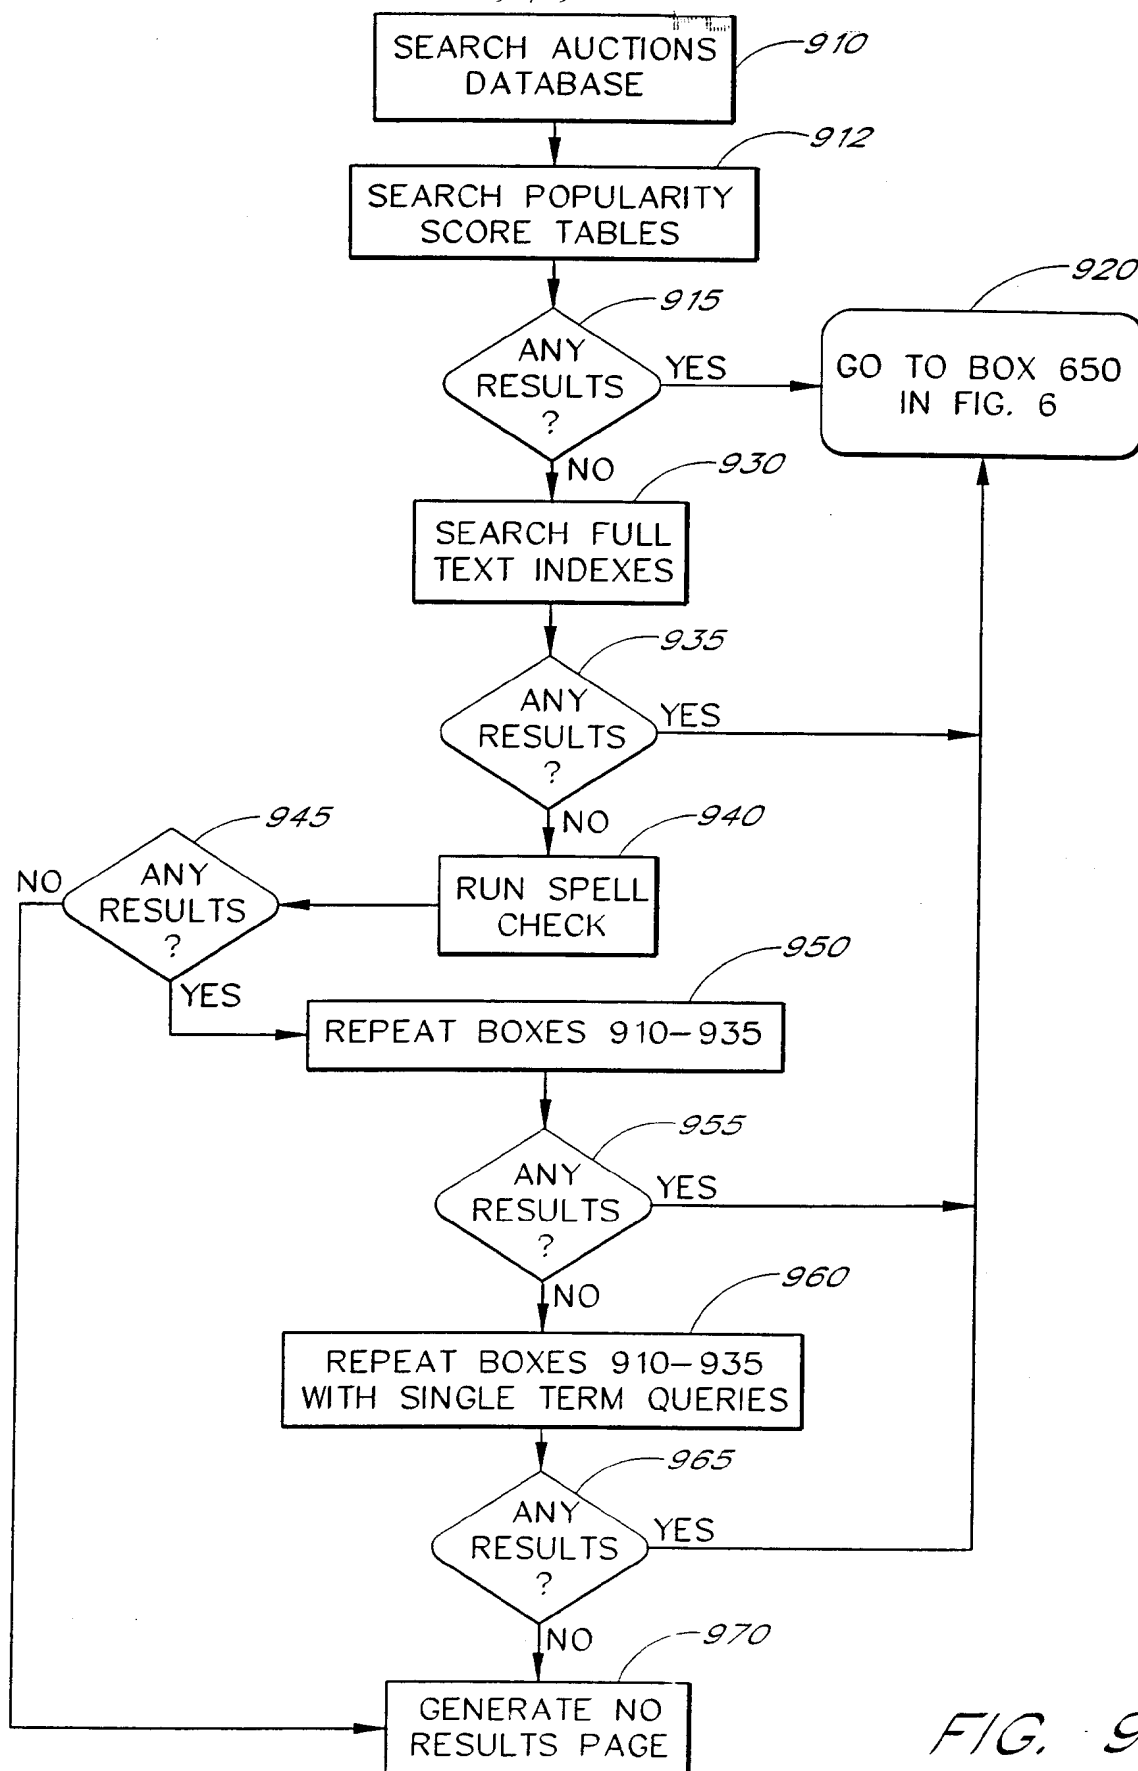 SEARCH AUCTIONS
DATABASE
910
912
SEARCH POPULARITY
SCORE TABLES
915
920
ANY
RESULTS
?
YES
GO TO BOX 650
IN FIG. 6
NO
930
SEARCH FULL
TEXT INDEXES
935
ANY
RESULTS
?
YES
NO
940
945
NO
ANY
RESULTS
?
RUN SPELL
CHECK
YES
950
REPEAT BOXES 910-935
955
ANY
RESULTS
?
YES
NO
960
REPEAT BOXES 910-935
WITH SINGLE TERM QUERIES
965
ANY
RESULTS
?
YES
NO
970
GENERATE NO
RESULTS PAGE
FIG. 9